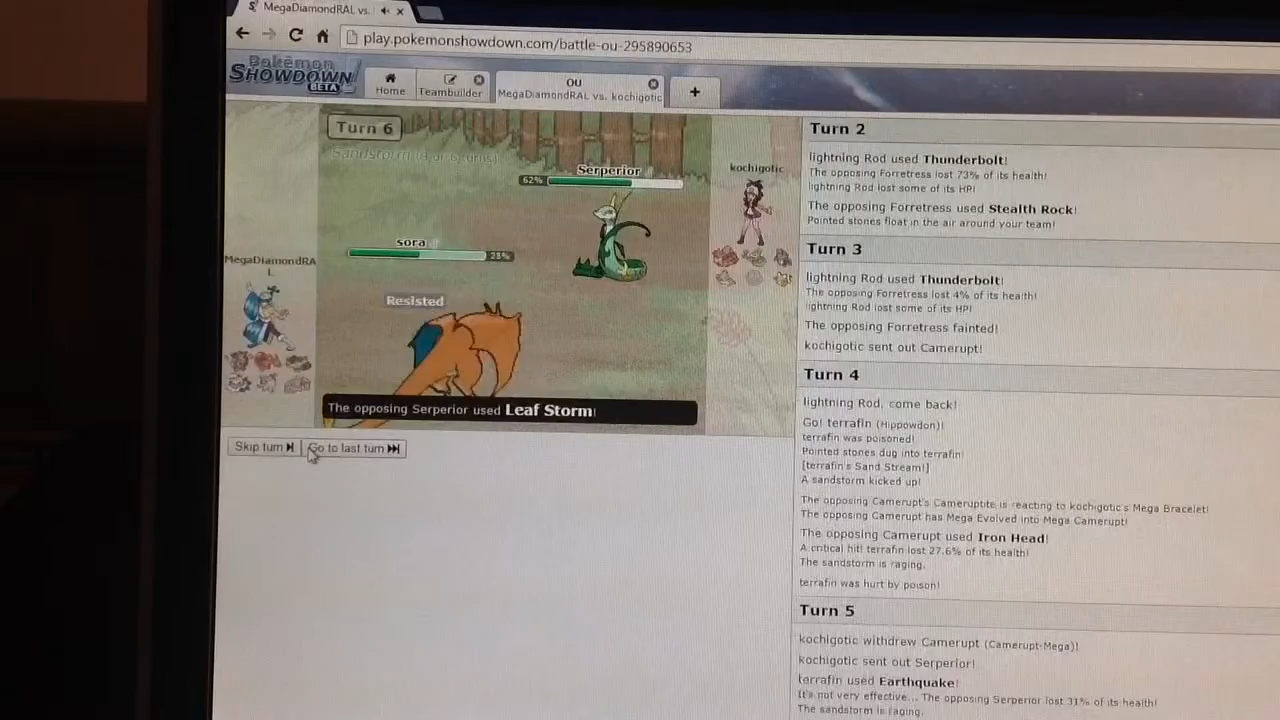 MegaDiamondRAL vs.
play.pokemonshowdown.com/battle-ou-295890653
Pokémon
SHOWDOWN
BETA
Home
Teambuilder
OU
MegaDiamondRAL vs. kochigotic
+
Turn 6
Serperior
62%
sora
28%
Resisted
The opposing Serperior used Leaf Storm!
MegaDiamondRA
L
kochigotic
Skip turn
Go to last turn
Turn 2
lightning Rod used Thunderbolt!
The opposing Forretress lost 73% of its health!
lightning Rod lost some of its HP!
The opposing Forretress used Stealth Rock!
Pointed stones float in the air around your team!
Turn 3
lightning Rod used Thunderbolt!
The opposing Forretress lost 4% of its health!
lightning Rod lost some of its HP!
The opposing Forretress fainted!
kochigotic sent out Camerupt!
Turn 4
lightning Rod, come back!
Go! terrafin (Hippowdon)!
terrafin was poisoned!
Pointed stones dug into terrafin!
[terrafin's Sand Stream!]
A sandstorm kicked up!
The opposing Camerupt's Cameruptite is reacting to kochigotic's Mega Bracelet!
The opposing Camerupt has Mega Evolved into Mega Camerupt!
The opposing Camerupt used Iron Head!
A critical hit! terrafin lost 27.6% of its health!
The sandstorm is raging.
terrafin was hurt by poison!
Turn 5
kochigotic withdrew Camerupt (Camerupt-Mega)!
kochigotic sent out Serperior!
terrafin used Earthquake!
It's not very effective... The opposing Serperior lost 31% of its health!
The sandstorm is raging.